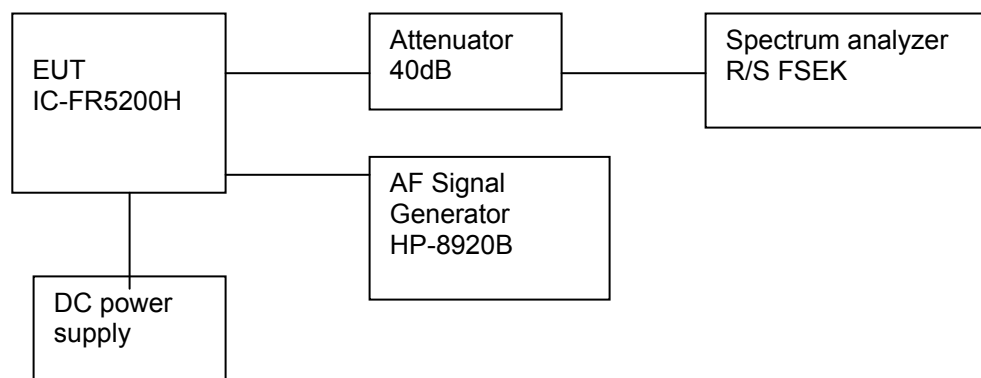 EUT
IC-FR5200H
Attenuator
40dB
Spectrum analyzer
R/S FSEK
AF Signal
Generator
HP-8920B
DC power
supply